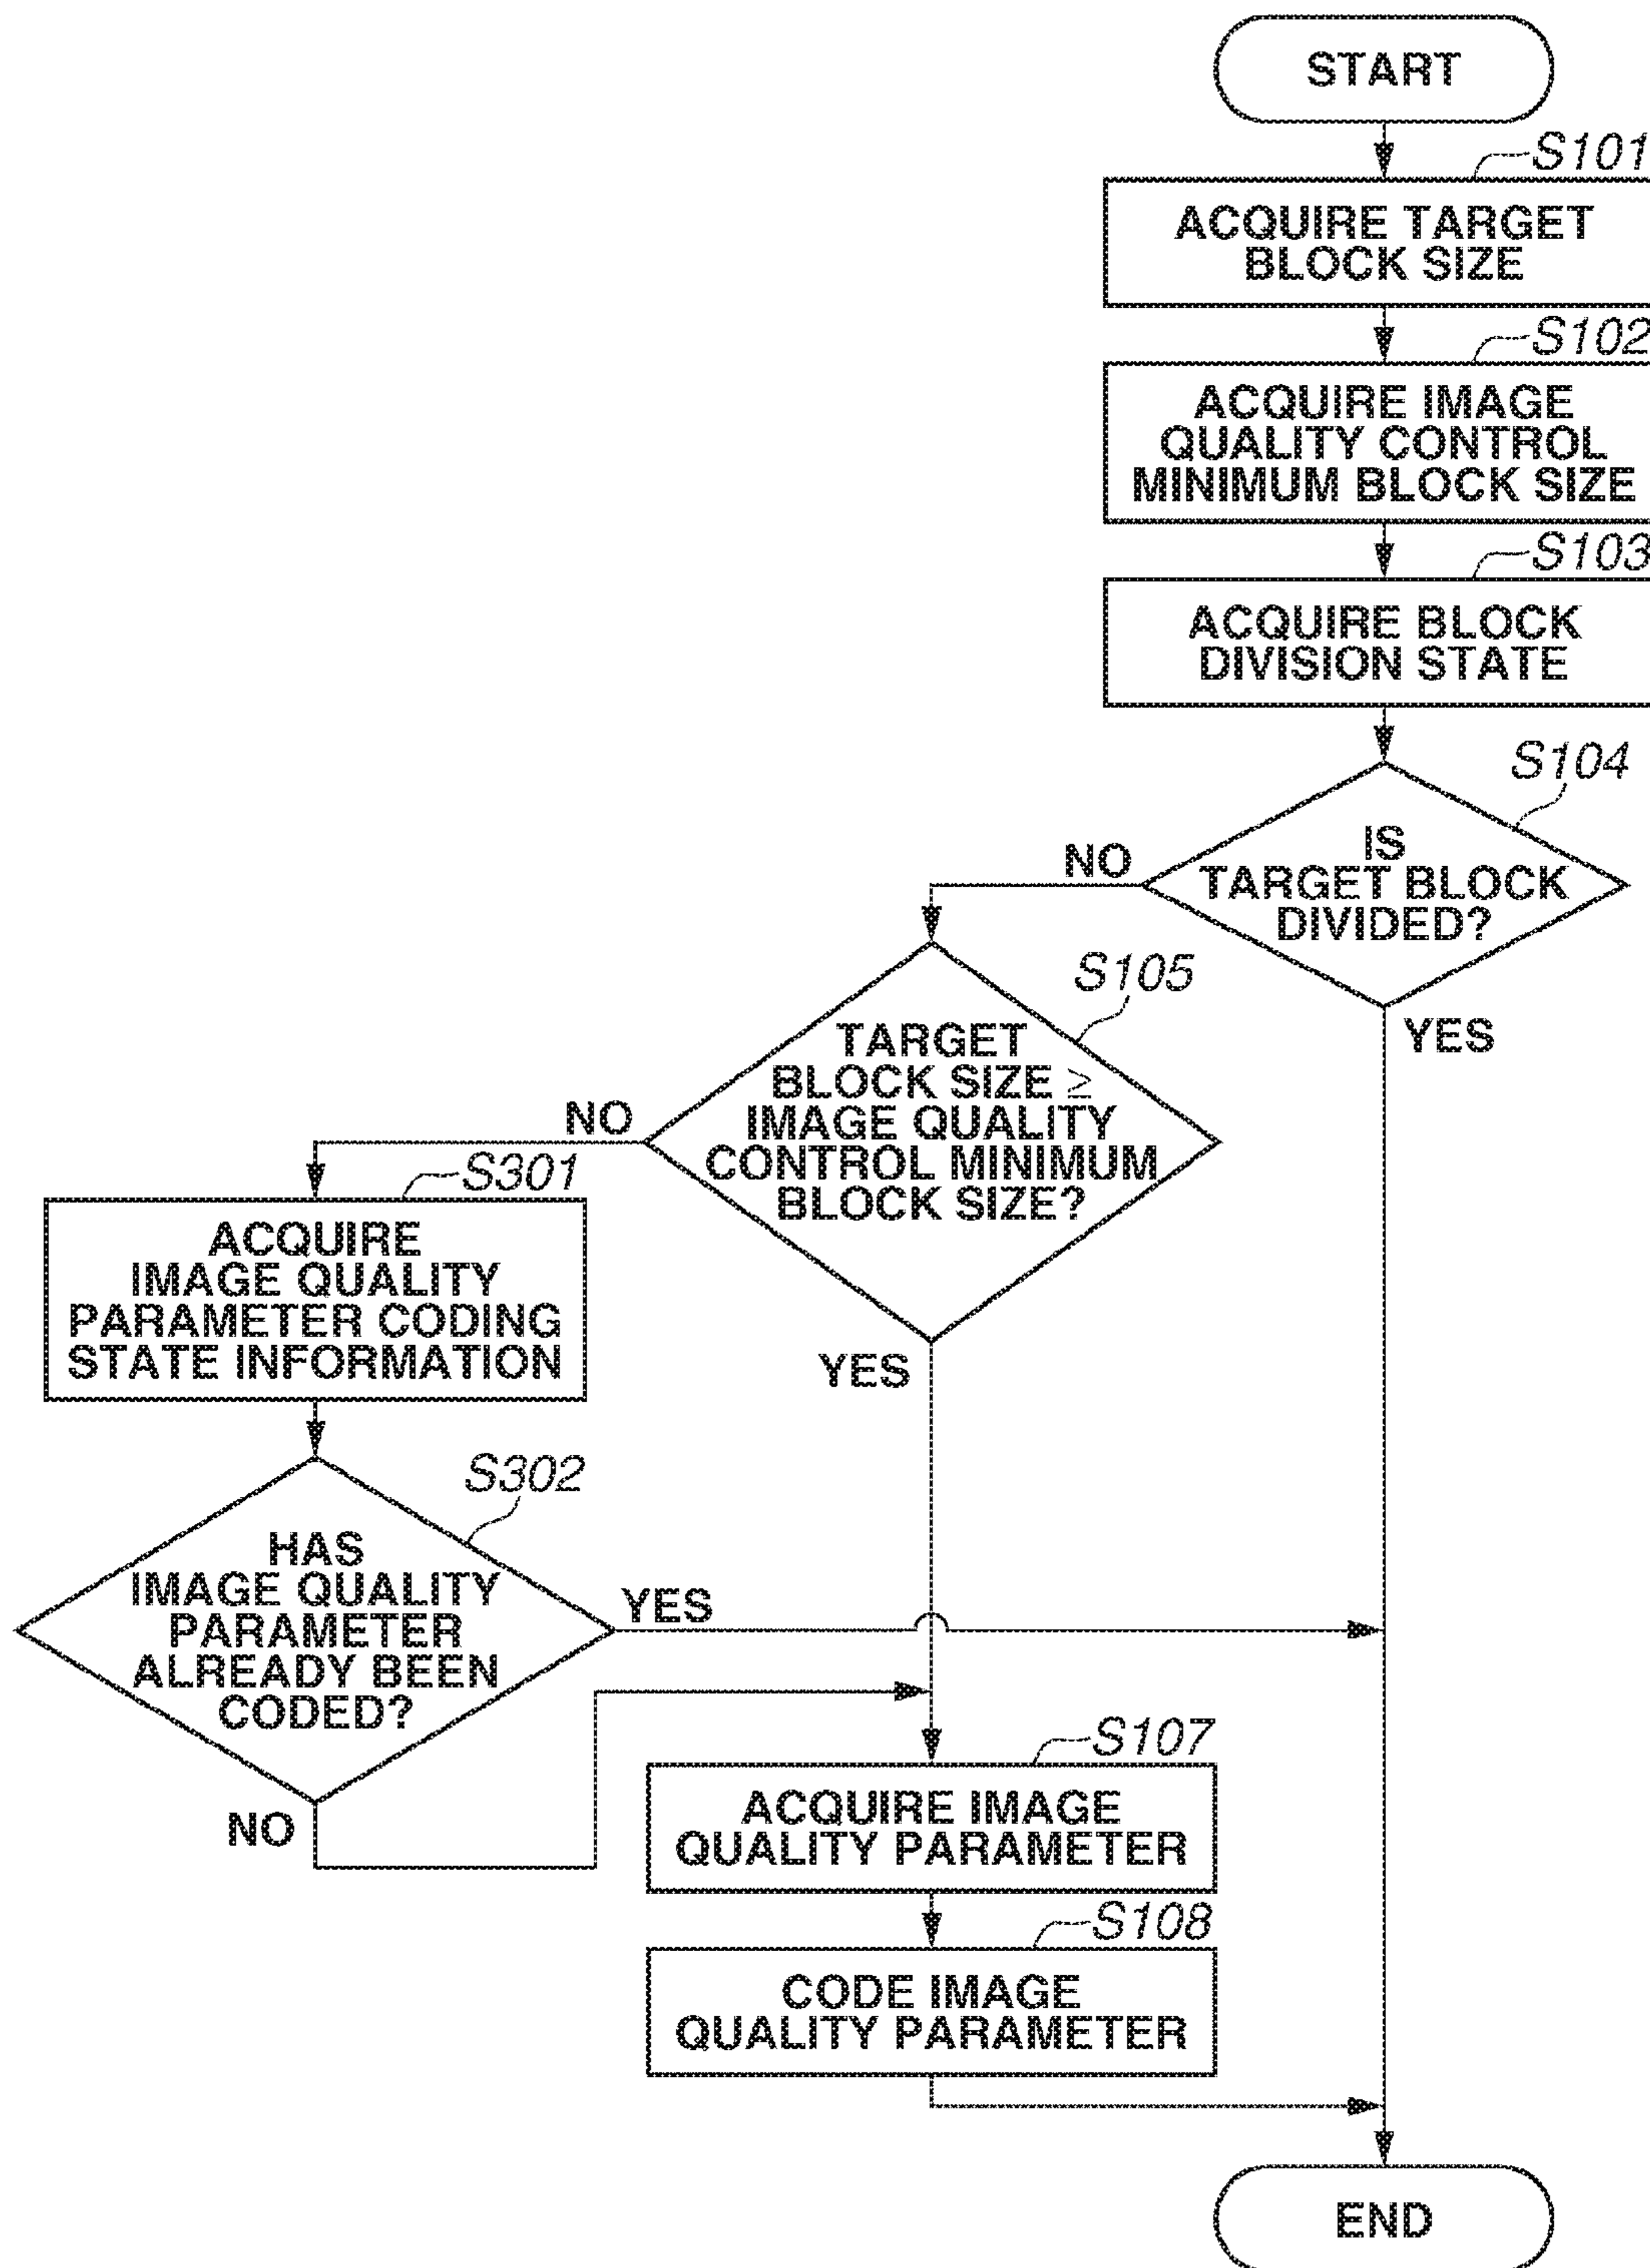 START
S101
ACQUIRE TARGET
BLOCK SIZE
S102
ACQUIRE IMAGE
QUALITY CONTROL
MINIMUM BLOCK SIZE
S103
ACQUIRE BLOCK
DIVISION STATE
S104
IS
TARGET BLOCK
DIVIDED?
NO
YES
S105
TARGET
BLOCK SIZE ≥
IMAGE QUALITY
CONTROL MINIMUM
BLOCK SIZE?
NO
YES
S301
ACQUIRE
IMAGE QUALITY
PARAMETER CODING
STATE INFORMATION
S302
HAS
IMAGE QUALITY
PARAMETER
ALREADY BEEN
CODED?
YES
NO
S107
ACQUIRE IMAGE
QUALITY PARAMETER
S108
CODE IMAGE
QUALITY PARAMETER
END